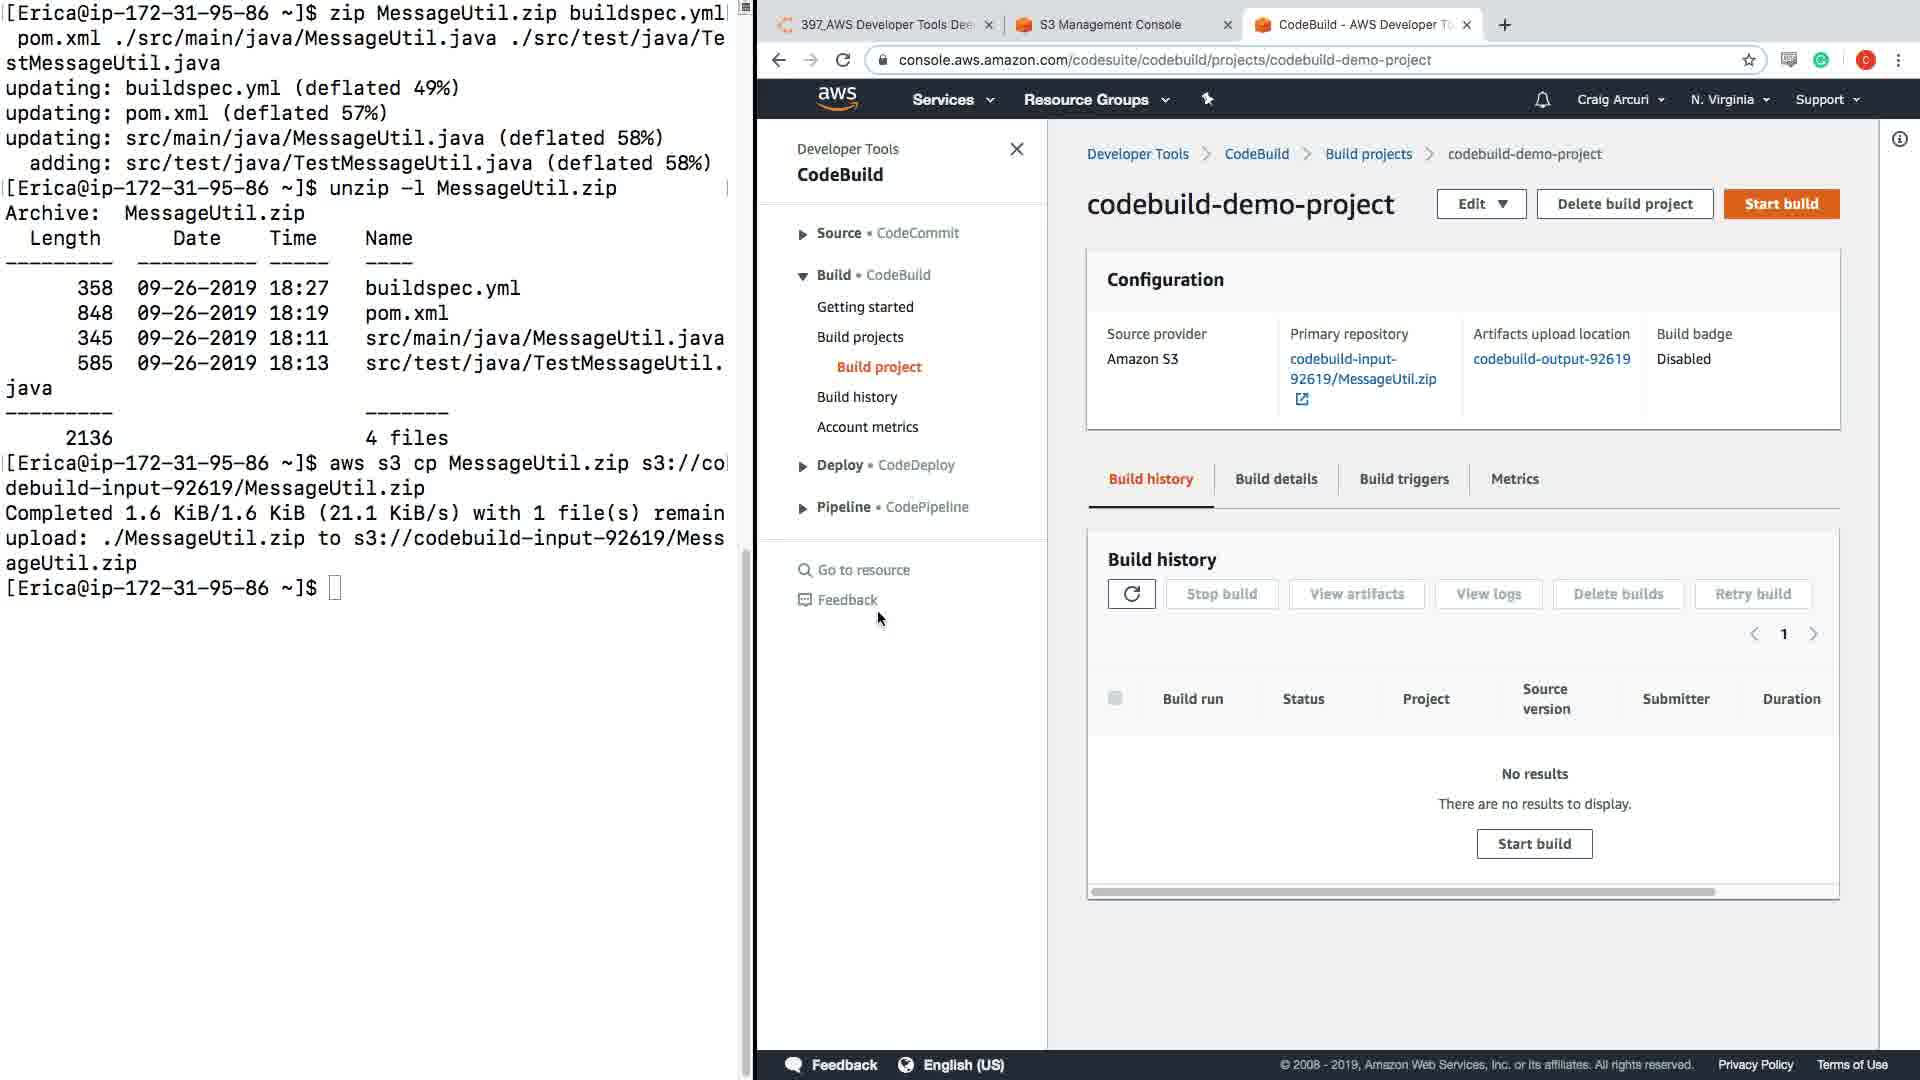 [Erica@ip-172-31-95-86 ~]$ zip MessageUtil.zip buildspec.yml
pom.xml ./src/main/java/MessageUtil.java ./src/test/java/Te
stMessageUtil.java
updating: buildspec.yml (deflated 49%)
updating: pom.xml (deflated 57%)
updating: src/main/java/MessageUtil.java (deflated 58%)
adding: src/test/java/TestMessageUtil.java (deflated 58%)
[Erica@ip-172-31-95-86 ~]$ unzip -l MessageUtil.zip
Archive:  MessageUtil.zip
Length Date Time Name
--------- ---------- ----- ----
358 09-26-2019 18:27 buildspec.yml
848 09-26-2019 18:19 pom.xml
345 09-26-2019 18:11 src/main/java/MessageUtil.java
585 09-26-2019 18:13 src/test/java/TestMessageUtil.
java
--------- -------
2136 4 files
[Erica@ip-172-31-95-86 ~]$ aws s3 cp MessageUtil.zip s3://co
debuild-input-92619/MessageUtil.zip
Completed 1.6 KiB/1.6 KiB (21.1 KiB/s) with 1 file(s) remain
upload: ./MessageUtil.zip to s3://codebuild-input-92619/Mess
ageUtil.zip
[Erica@ip-172-31-95-86 ~]$
397_AWS Developer Tools Dee
S3 Management Console
CodeBuild - AWS Developer To
console.aws.amazon.com/codesuite/codebuild/projects/codebuild-demo-project
C
aws Services Resource Groups Craig Arcuri N. Virginia Support
Developer Tools
CodeBuild
Source • CodeCommit
Build • CodeBuild
Getting started
Build projects
Build project
Build history
Account metrics
Deploy • CodeDeploy
Pipeline • CodePipeline
Go to resource
Feedback
Developer Tools > CodeBuild > Build projects > codebuild-demo-project
codebuild-demo-project Edit Delete build project Start build
Configuration
Source provider
Amazon S3
Primary repository
codebuild-input-
92619/MessageUtil.zip
Artifacts upload location
codebuild-output-92619
Build badge
Disabled
Build history Build details Build triggers Metrics
Build history
Stop build View artifacts View logs Delete builds Retry build
1
Build run Status Project Source version Submitter Duration
No results
There are no results to display.
Start build
Feedback English (US) © 2008 - 2019, Amazon Web Services, Inc. or its affiliates. All rights reserved. Privacy Policy Terms of Use